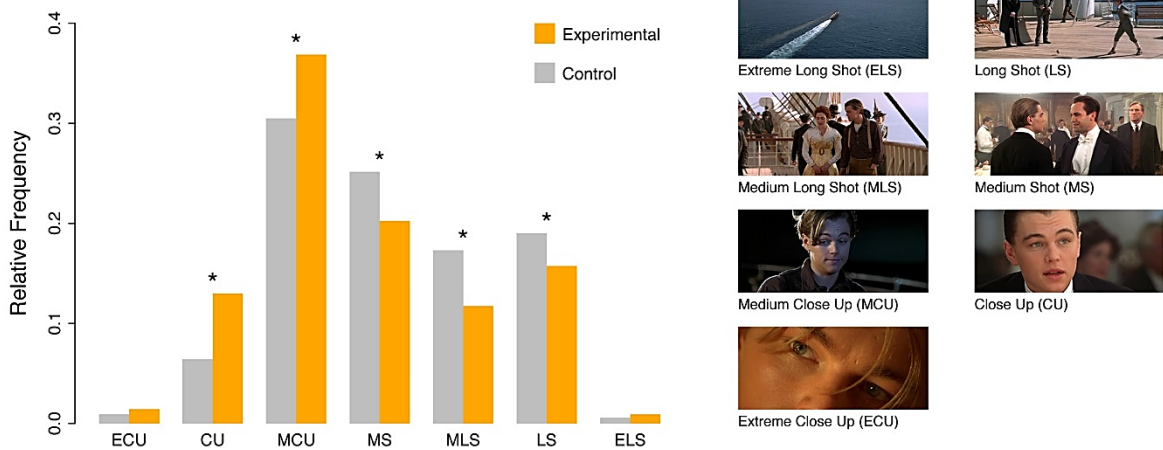 0.4
0.3
0.2
0.1
0.0
Relative Frequency
*
*
*
*
*
Experimental
Control
ECU
CU
MCU
MS
MLS
LS
ELS
Extreme Long Shot (ELS)
Long Shot (LS)
Medium Long Shot (MLS)
Medium Shot (MS)
Medium Close Up (MCU)
Close Up (CU)
Extreme Close Up (ECU)